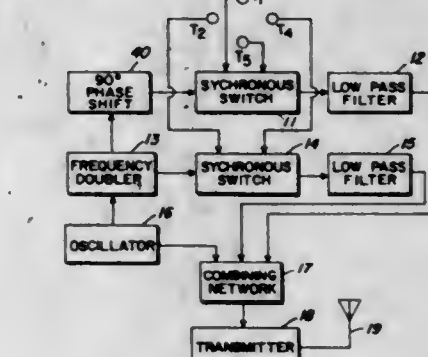 T2
T4
T5
40
12
90° PHASE SHIFT
SYCHRONOUS SWITCH
LOW PASS FILTER
11
13
14
15
FREQUENCY DOUBLER
SYCHRONOUS SWITCH
LOW PASS FILTER
16
OSCILLATOR
COMBINING NETWORK
17
18
TRANSMITTER
19